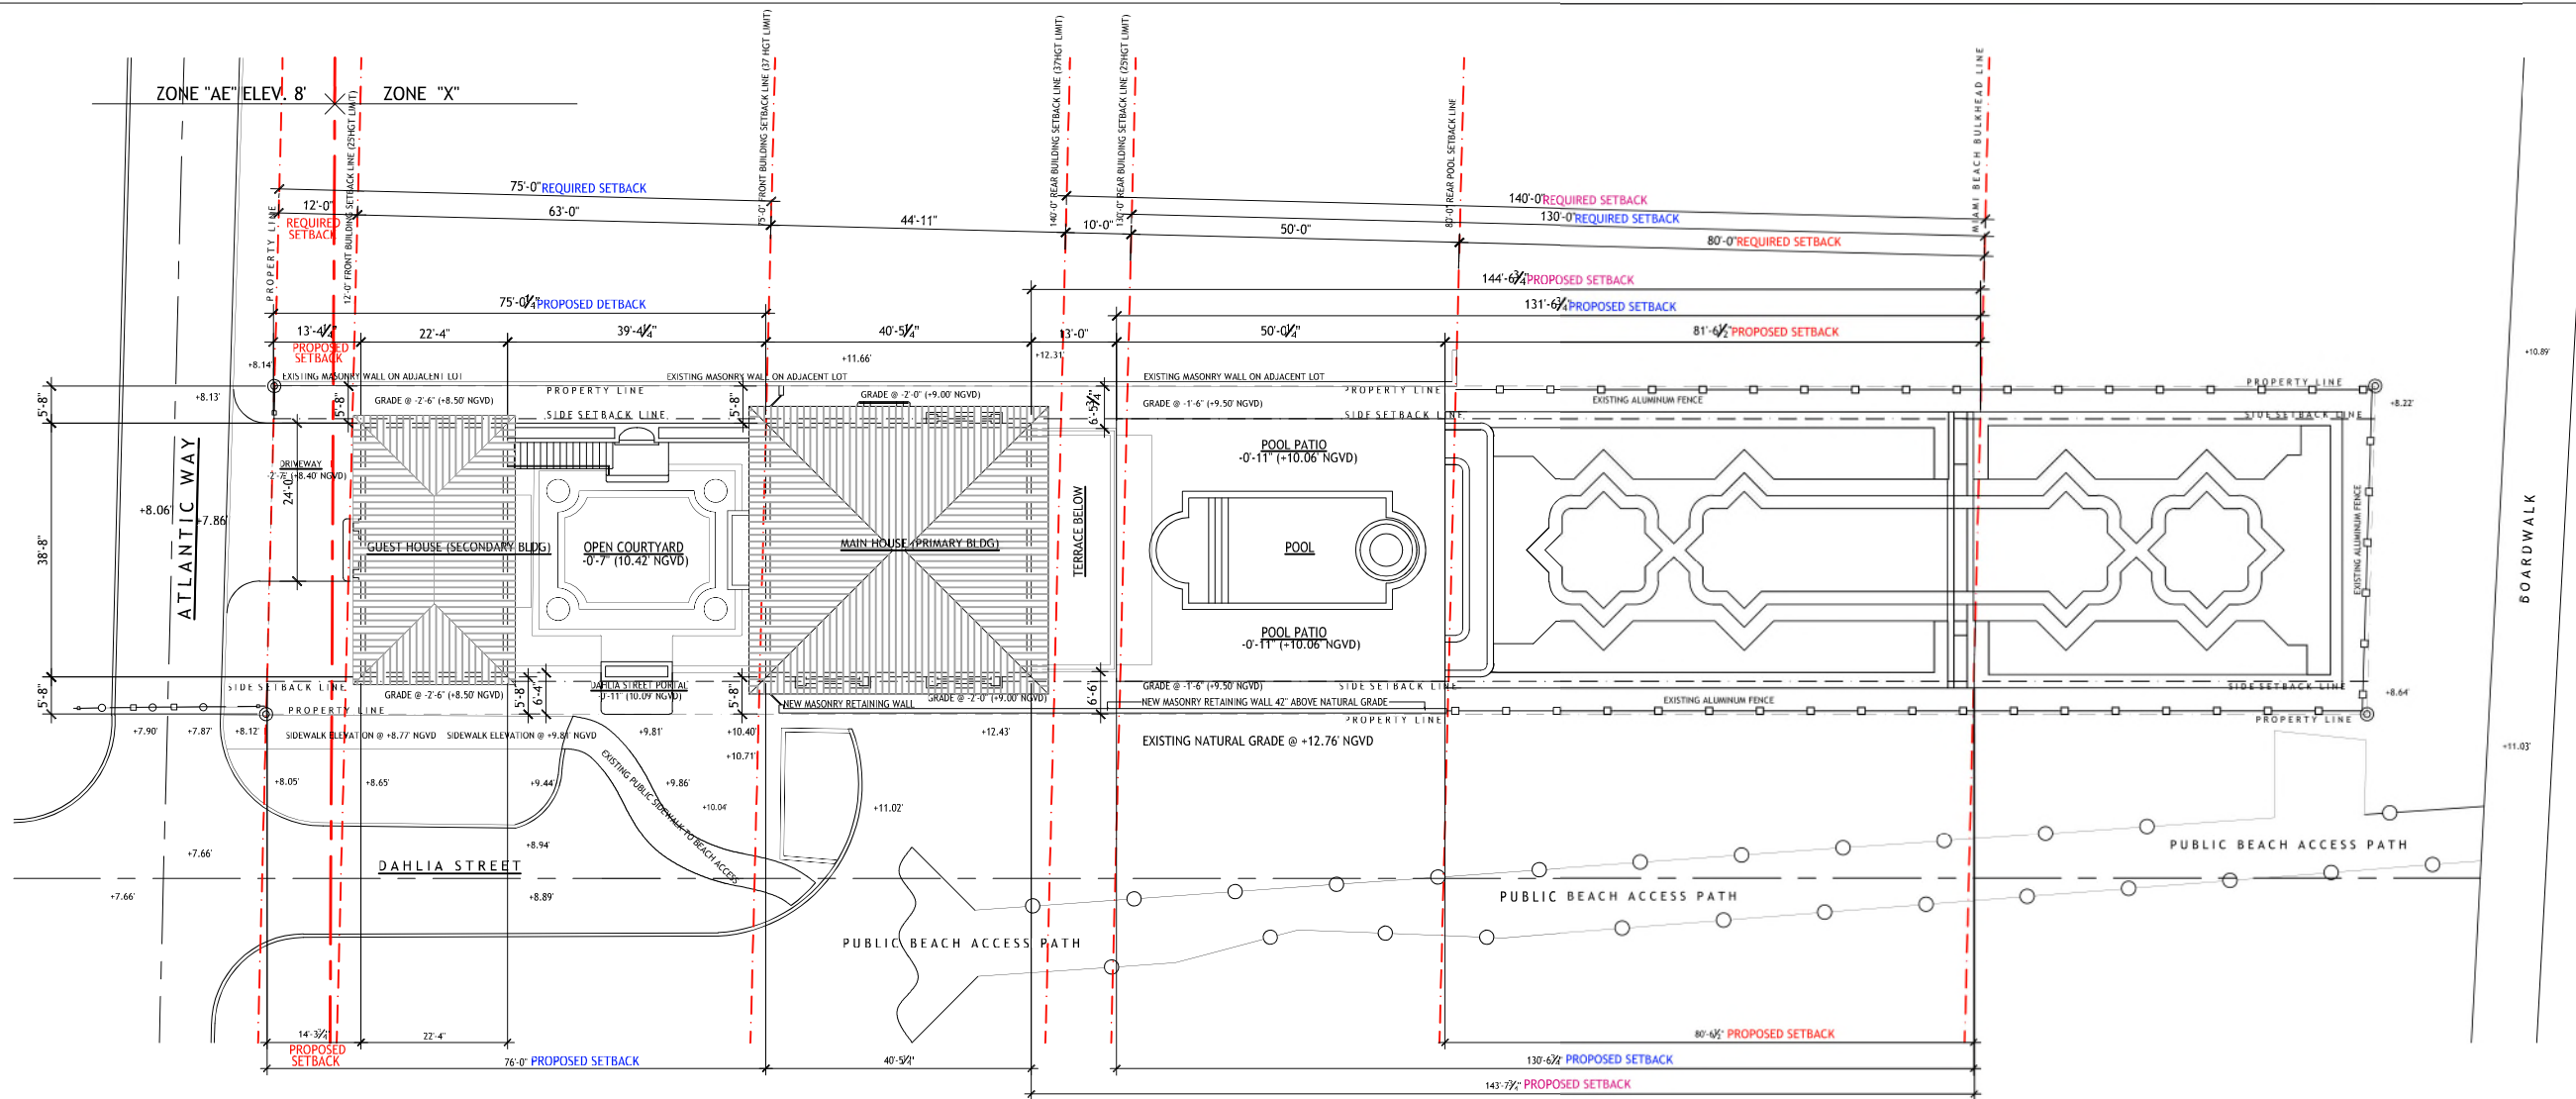 ZONE "AE" ELEV. 8'
ZONE "X"
PROPERTY LINE
12'-0" FRONT BUILDING SETBACK LINE (25HGT LIMIT)
75'-0" FRONT BUILDING SETBACK LINE (37 HGT LIMIT)
140'-0" REAR BUILDING SETBACK LINE (37HGT LIMIT)
130'-0" REAR BUILDING SETBACK LINE (25HGT LIMIT)
80'-0" REAR POOL SETBACK LINE
MIAMI BEACH BULKHEAD LINE
75'-0" REQUIRED SETBACK
140'-0" REQUIRED SETBACK
12'-0"
REQUIRED
SETBACK
63'-0"
44'-11"
10'-0"
130'-0" REQUIRED SETBACK
50'-0"
80'-0" REQUIRED SETBACK
144'-6¾" PROPOSED SETBACK
75'-0¼" PROPOSED DETBACK
131'-6¾" PROPOSED SETBACK
13'-4¼"
PROPOSED
SETBACK
22'-4"
39'-4¼"
40'-5¼"
13'-0"
50'-0¼"
81'-6½" PROPOSED SETBACK
+8.14'
+11.66'
+12.31'
+10.89'
EXISTING MASONRY WALL ON ADJACENT LOT
EXISTING MASONRY WALL ON ADJACENT LOT
EXISTING MASONRY WALL ON ADJACENT LOT
PROPERTY LINE
PROPERTY LINE
PROPERTY LINE
5'-8"
+8.13'
5'-8"
GRADE @ -2'-6" (+8.50' NGVD)
5'-8"
GRADE @ -2'-0" (+9.00' NGVD)
6'-5¾"
GRADE @ -1'-6" (+9.50' NGVD)
EXISTING ALUMINUM FENCE
+8.22'
SIDE SETBACK LINE
SIDE SETBACK LINE
SIDE SETBACK LINE
POOL PATIO
-0'-11" (+10.06' NGVD)
DRIVEWAY
24'-0"
ATLANTIC WAY
+8.06'
+7.86'
38'-8"
GUEST HOUSE (SECONDARY BLDG)
OPEN COURTYARD
-0'-7" (10.42' NGVD)
MAIN HOUSE (PRIMARY BLDG)
TERRACE BELOW
POOL
EXISTING ALUMINUM FENCE
BOARDWALK
POOL PATIO
-0'-11" (+10.06' NGVD)
5'-8"
SIDE SETBACK LINE
GRADE @ -2'-6" (+8.50' NGVD)
5'-8"
6'-4"
DAHLIA STREET PORTAL
-0'-11" (10.09' NGVD)
5'-8"
GRADE @ -2'-0" (+9.00' NGVD)
6'-6"
GRADE @ -1'-6" (+9.50' NGVD)
SIDE SETBACK LINE
SIDE SETBACK LINE
+8.64'
PROPERTY LINE
NEW MASONRY RETAINING WALL
NEW MASONRY RETAINING WALL 42" ABOVE NATURAL GRADE
EXISTING ALUMINUM FENCE
PROPERTY LINE
PROPERTY LINE
+7.90'
+7.87'
+8.12'
SIDEWALK ELEVATION @ +8.77' NGVD
SIDEWALK ELEVATION @ +9.81' NGVD
+9.81'
+10.40'
+12.43'
EXISTING NATURAL GRADE @ +12.76' NGVD
+11.03'
+10.71'
+8.05'
+8.65'
+9.44'
EXISTING PUBLIC SIDEWALK TO BEACH ACCESS
+9.86'
+10.04'
+11.02'
+7.66'
+8.94'
DAHLIA STREET
PUBLIC BEACH ACCESS PATH
+7.66'
+8.89'
PUBLIC BEACH ACCESS PATH
PUBLIC BEACH ACCESS PATH
14'-3¾"
PROPOSED
SETBACK
22'-4"
80'-6½" PROPOSED SETBACK
76'-0" PROPOSED SETBACK
40'-5¼"
130'-6¾" PROPOSED SETBACK
143'-7¾" PROPOSED SETBACK